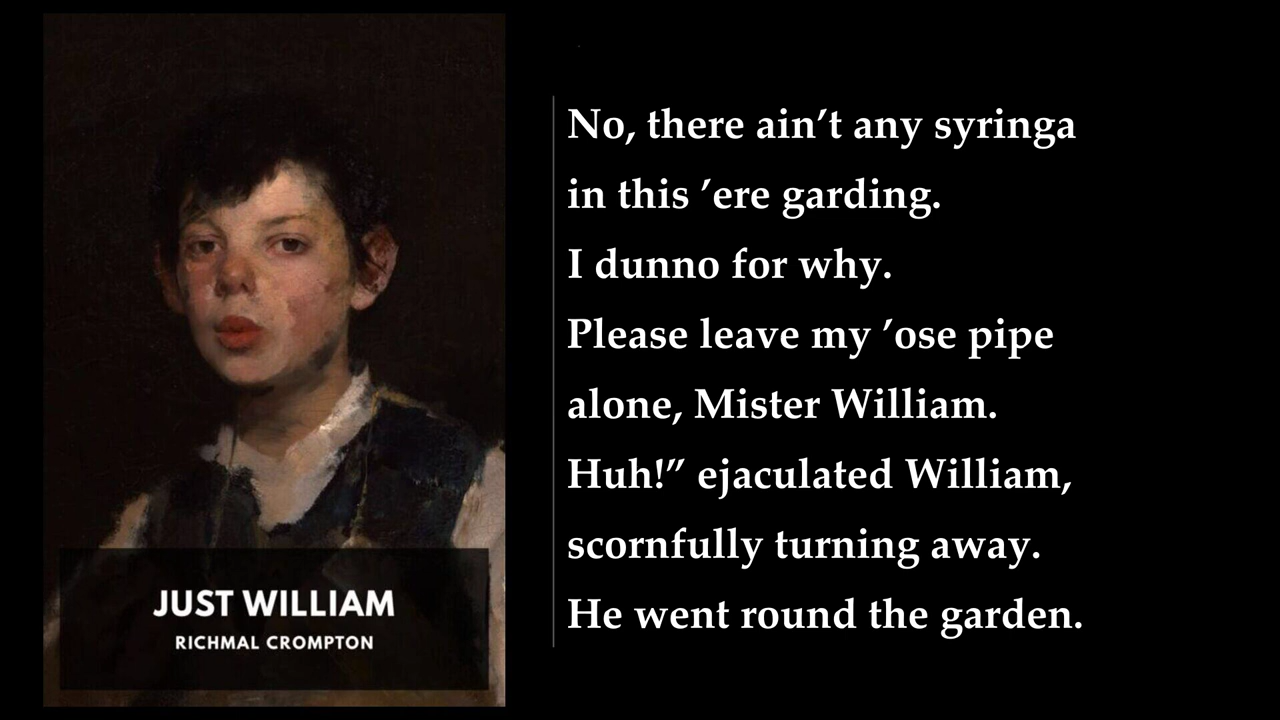 JUST WILLIAM
RICHMAL CROMPTON
No, there ain’t any syringa
in this ’ere garding.
I dunno for why.
Please leave my ’ose pipe
alone, Mister William.
Huh!” ejaculated William,
scornfully turning away.
He went round the garden.